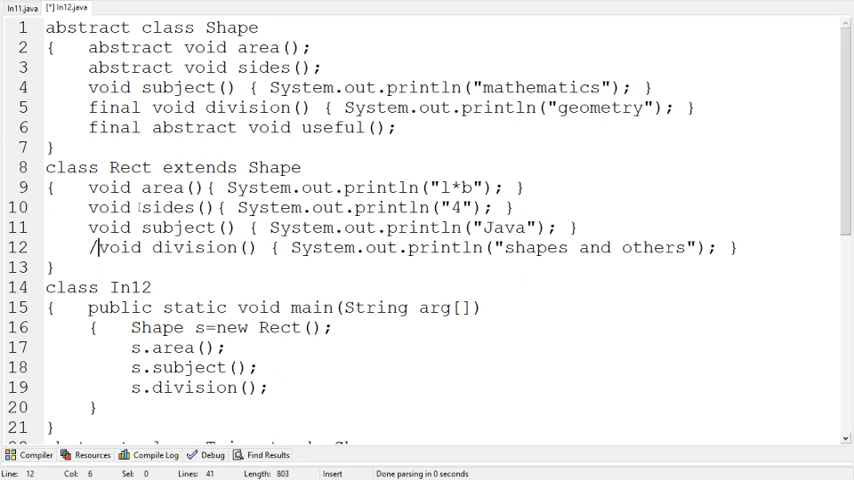 In11.java [*] In12.java
1 abstract class Shape
2 { abstract void area();
3 abstract void sides();
4 void subject() { System.out.println("mathematics"); }
5 final void division() { System.out.println("geometry"); }
6 final abstract void useful();
7 }
8 class Rect extends Shape
9 { void area(){ System.out.println("l*b"); }
10 void sides(){ System.out.println("4"); }
11 void subject() { System.out.println("Java"); }
12 /void division() { System.out.println("shapes and others"); }
13 }
14 class In12
15 { public static void main(String arg[])
16 { Shape s=new Rect();
17 s.area();
18 s.subject();
19 s.division();
20 }
21 }
Compiler Resources Compile Log Debug Find Results
Line: 12 Col: 6 Sel: 0 Lines: 41 Length: 803 Insert Done parsing in 0 seconds